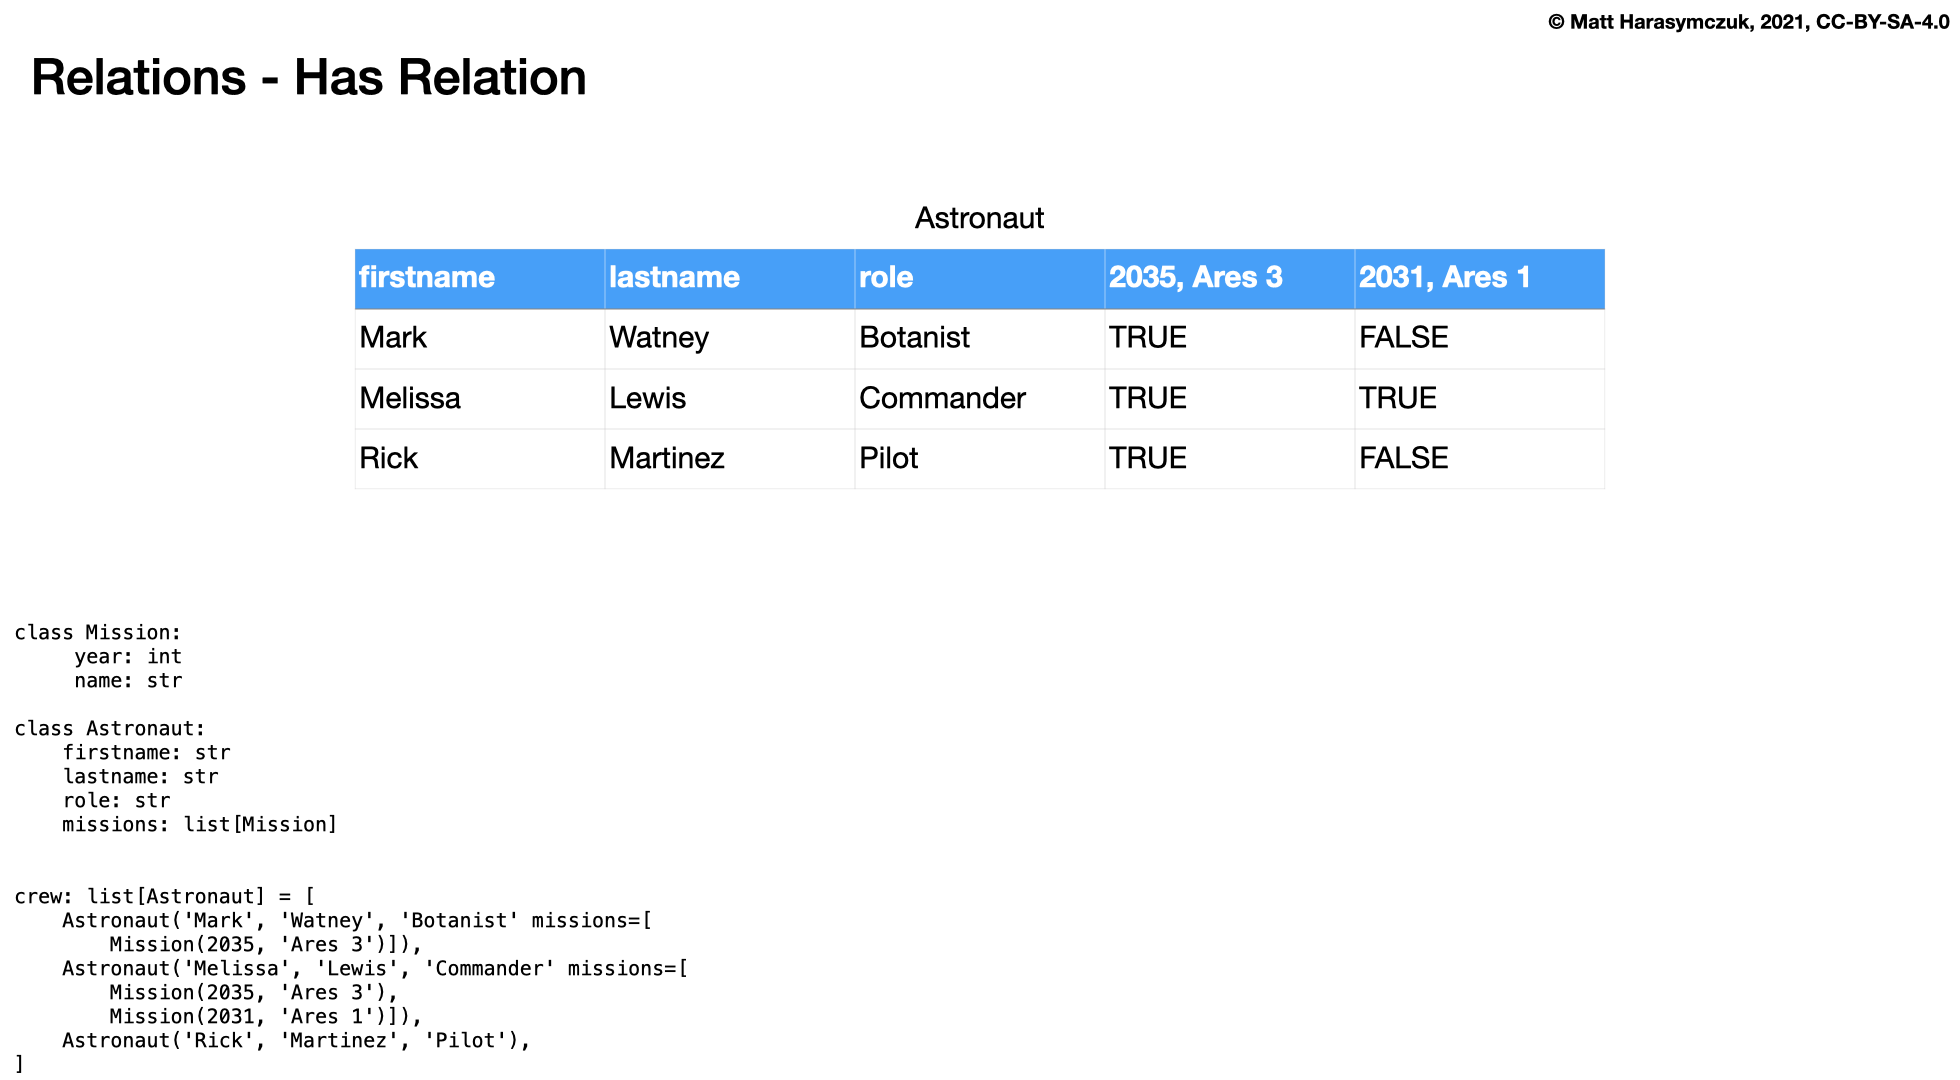 © Matt Harasymczuk, 2021, CC-BY-SA-4.0
Relations - Has Relation
Astronaut
firstname lastname role 2035, Ares 3 2031, Ares 1
Mark Watney Botanist TRUE FALSE
Melissa Lewis Commander TRUE TRUE
Rick Martinez Pilot TRUE FALSE
class Mission:
     year: int
     name: str
class Astronaut:
    firstname: str
    lastname: str
    role: str
    missions: list[Mission]
crew: list[Astronaut] = [
    Astronaut('Mark', 'Watney', 'Botanist' missions=[
        Mission(2035, 'Ares 3')]),
    Astronaut('Melissa', 'Lewis', 'Commander' missions=[
        Mission(2035, 'Ares 3'),
        Mission(2031, 'Ares 1')]),
    Astronaut('Rick', 'Martinez', 'Pilot'),
]